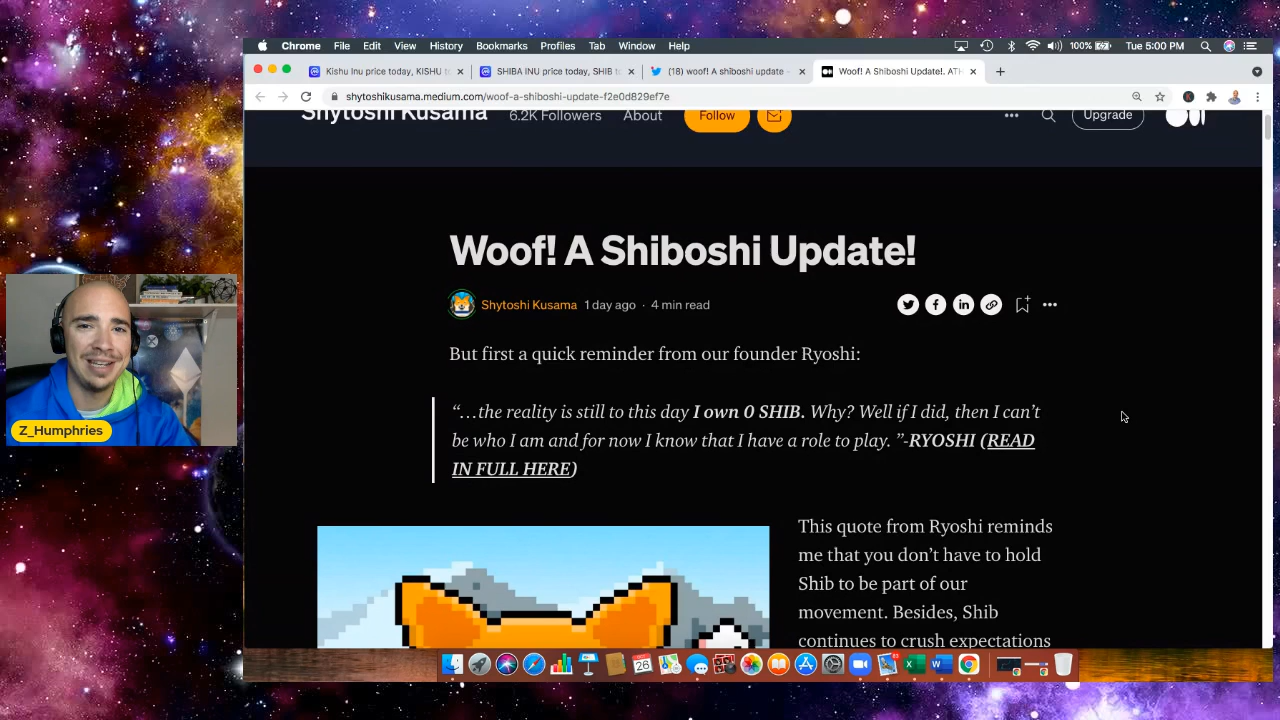 Chrome File Edit View History Bookmarks Profiles Tab Window Help 100% Tue 5:00 PM
Kishu Inu price today, KISHU t
SHIBA INU price today, SHIB to
(18) woof! A shiboshi update -
Woof! A Shiboshi Update!. ATH
shytoshikusama.medium.com/woof-a-shiboshi-update-f2e0d829ef7e
Shytoshi Kusama 6.2K Followers About Follow Upgrade
Woof! A Shiboshi Update!
Shytoshi Kusama 1 day ago · 4 min read
But first a quick reminder from our founder Ryoshi:
“…the reality is still to this day I own 0 SHIB. Why? Well if I did, then I can’t
be who I am and for now I know that I have a role to play. ”-RYOSHI (READ
IN FULL HERE)
This quote from Ryoshi reminds
me that you don’t have to hold
Shib to be part of our
movement. Besides, Shib
continues to crush expectations
Z_Humphries
OCT
26